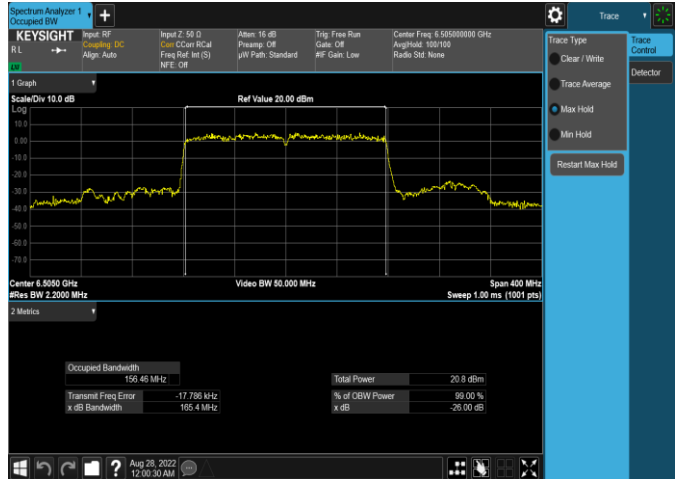 Spectrum Analyzer 1
Occupied BW
Trace
KEYSIGHT
RL
Align: Auto
Input: RF
Coupling: DC
Input Z: 50 Ω
Corr CCorr RCal
Freq Ref: Int (S)
NFE: Off
Atten: 16 dB
Preamp: Off
µW Path: Standard
Trig: Free Run
Gate: Off
#IF Gain: Low
Center Freq: 6.505000000 GHz
Avg|Hold: 100/100
Radio Std: None
Trace Type
Clear / Write
Trace Average
Max Hold
Min Hold
Restart Max Hold
Trace
Control
Detector
1 Graph
Scale/Div 10.0 dB
Ref Value 20.00 dBm
Log
10.0
0.00
-10.0
-20.0
-30.0
-40.0
-50.0
-60.0
-70.0
Center 6.5050 GHz
Video BW 50.000 MHz
Span 400 MHz
#Res BW 2.2000 MHz
Sweep 1.00 ms (1001 pts)
2 Metrics
Occupied Bandwidth
156.46 MHz
Total Power 20.8 dBm
Transmit Freq Error -17.786 kHz
% of OBW Power 99.00 %
x dB Bandwidth 165.4 MHz
x dB -26.00 dB
Aug 28, 2022
12:00:30 AM